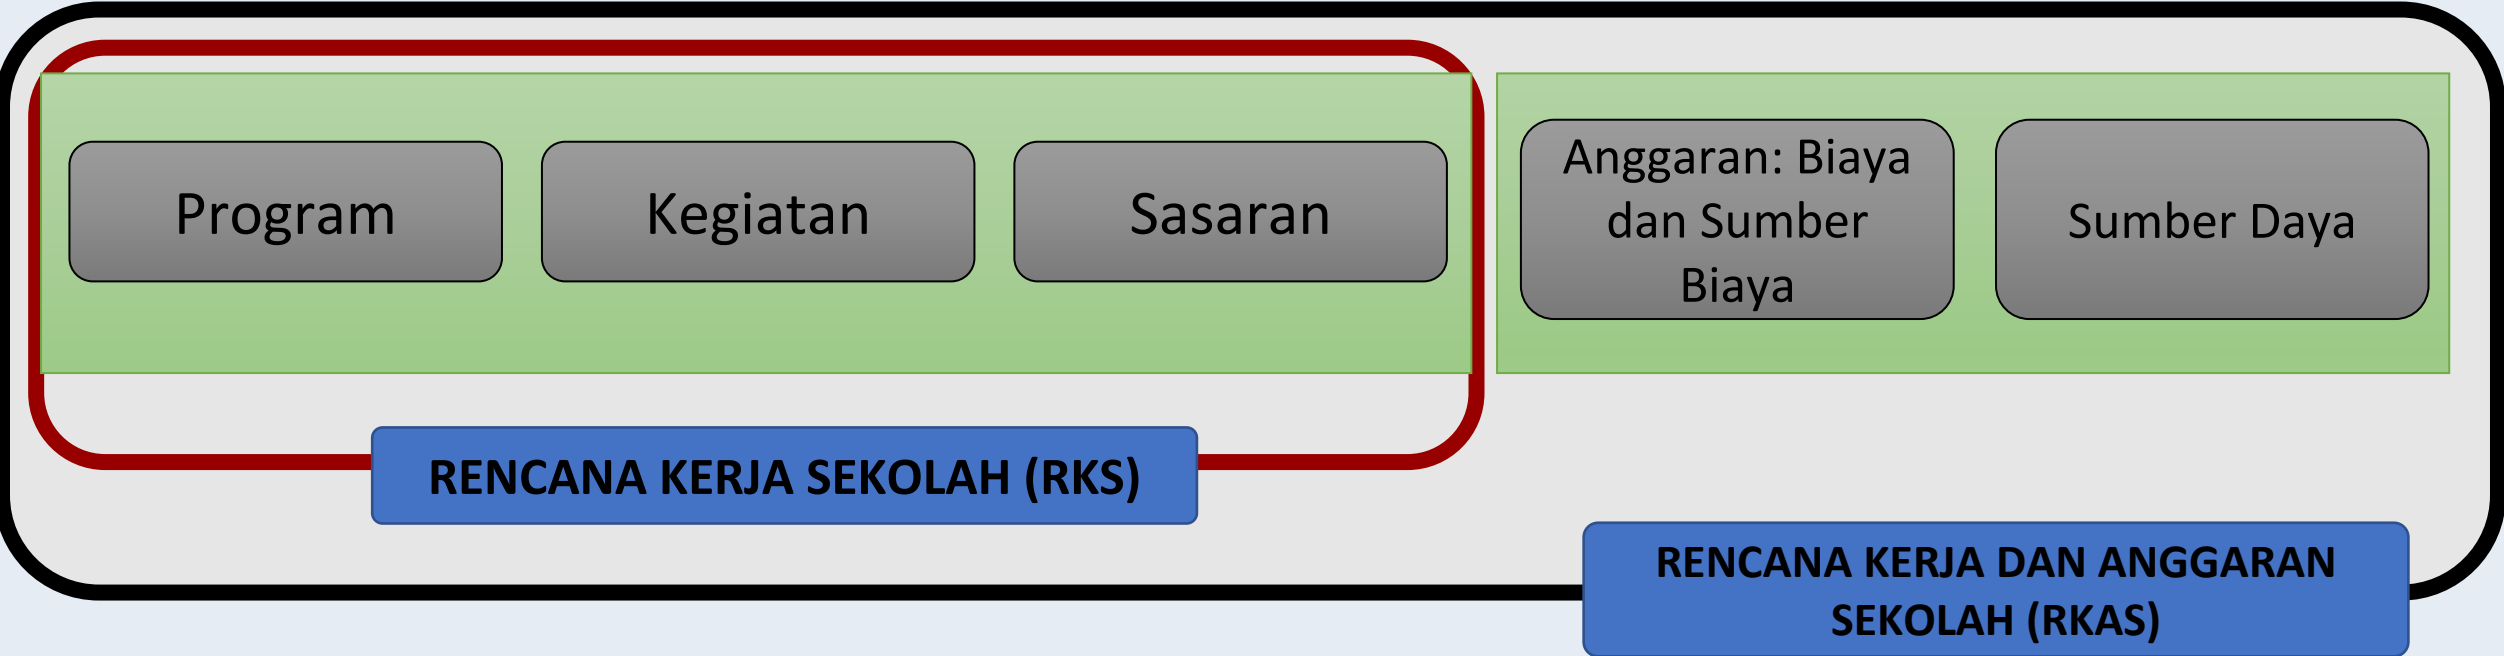 Program
Kegiatan
Sasaran
Anggaran: Biaya
dan Sumber
Biaya
Sumber Daya
RENCANA KERJA SEKOLAH (RKS)
RENCANA KERJA DAN ANGGARAN
SEKOLAH (RKAS)